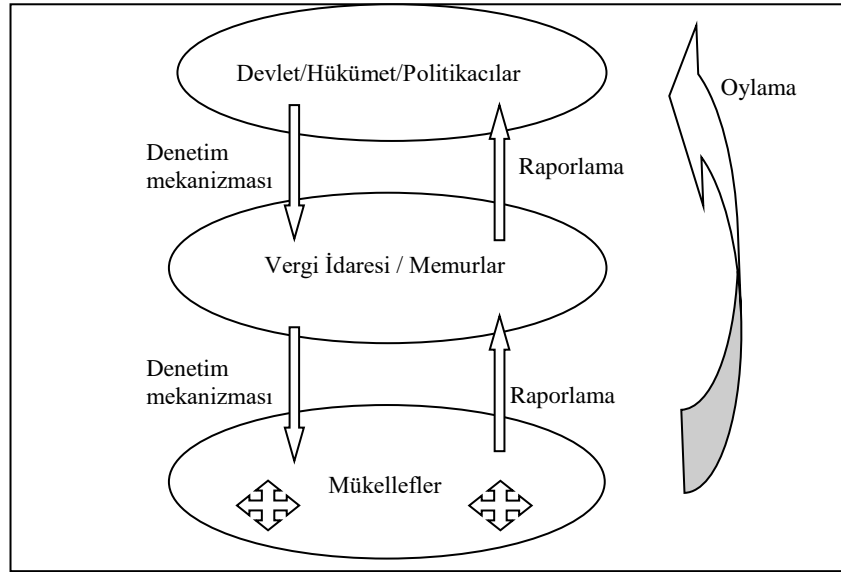 Devlet/Hükümet/Politikacılar
Oylama
Denetim
mekanizması
Raporlama
Vergi İdaresi / Memurlar
Denetim
mekanizması
Raporlama
Mükellefler